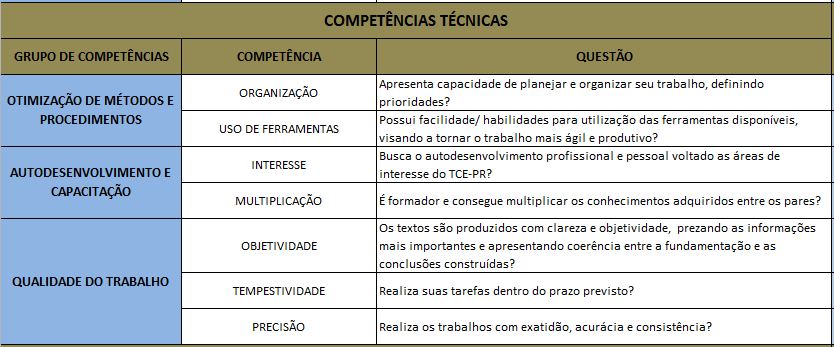 COMPETÊNCIAS TÉCNICAS
GRUPO DE COMPETÊNCIAS COMPETÊNCIA QUESTÃO
OTIMIZAÇÃO DE MÉTODOS E
PROCEDIMENTOS
ORGANIZAÇÃO
Apresenta capacidade de planejar e organizar seu trabalho, definindo
prioridades?
USO DE FERRAMENTAS
Possui facilidade/ habilidades para utilização das ferramentas disponíveis,
visando a tornar o trabalho mais ágil e produtivo?
AUTODESENVOLVIMENTO E
CAPACITAÇÃO
INTERESSE
Busca o autodesenvolvimento profissional e pessoal voltado as áreas de
interesse do TCE-PR?
MULTIPLICAÇÃO
É formador e consegue multiplicar os conhecimentos adquiridos entre os pares?
QUALIDADE DO TRABALHO
OBJETIVIDADE
Os textos são produzidos com clareza e objetividade, prezando as informações
mais importantes e apresentando coerência entre a fundamentação e as
conclusões construídas?
TEMPESTIVIDADE
Realiza suas tarefas dentro do prazo previsto?
PRECISÃO
Realiza os trabalhos com exatidão, acurácia e consistência?